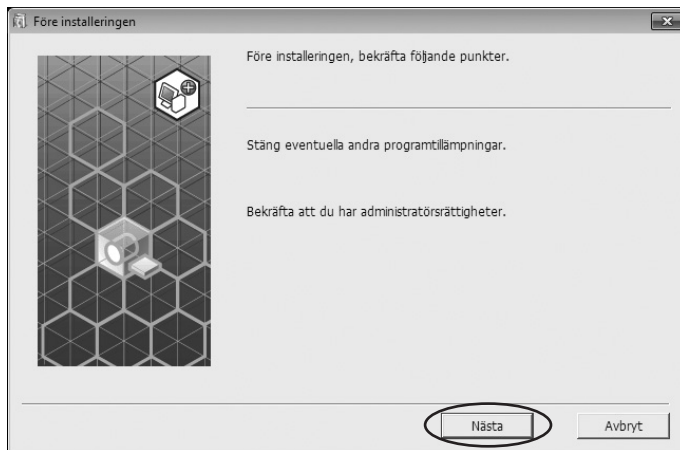 Före installeringen
Före installeringen, bekräfta följande punkter.
Stäng eventuella andra programtillämpningar.
Bekräfta att du har administratörsrättigheter.
Nästa
Avbryt